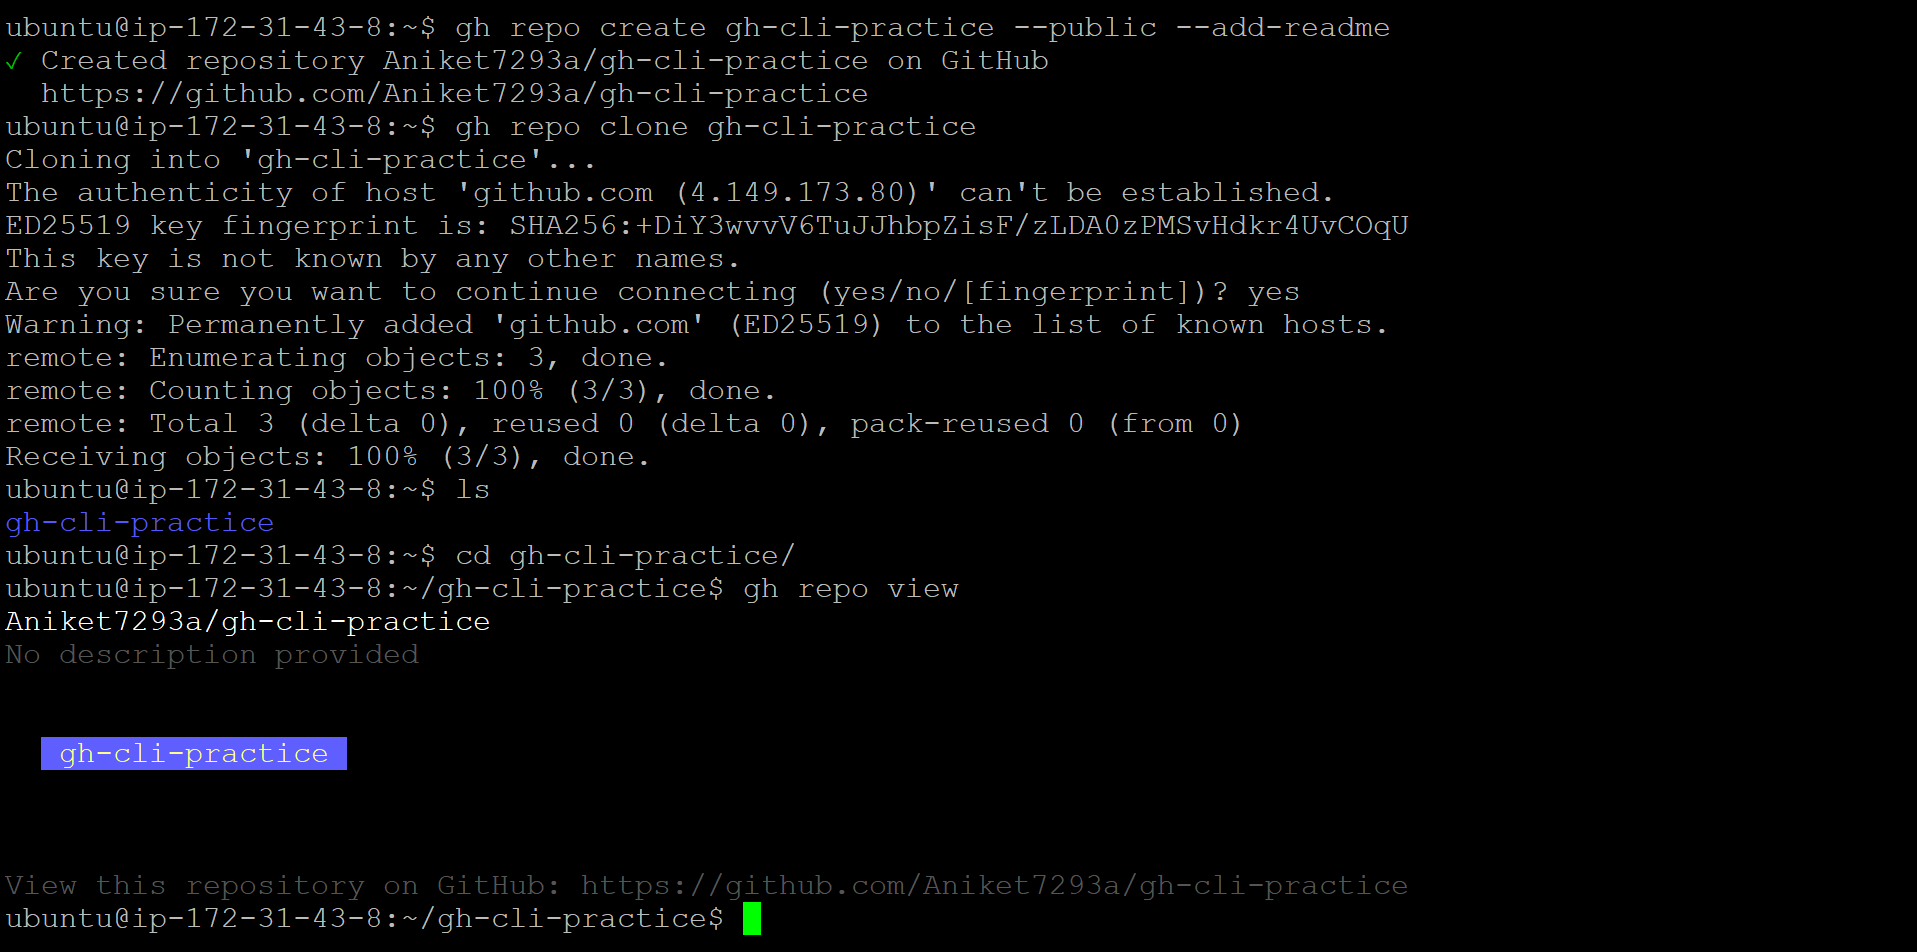 ubuntu@ip-172-31-43-8:~$ gh repo create gh-cli-practice --public --add-readme
✓ Created repository Aniket7293a/gh-cli-practice on GitHub
  https://github.com/Aniket7293a/gh-cli-practice
ubuntu@ip-172-31-43-8:~$ gh repo clone gh-cli-practice
Cloning into 'gh-cli-practice'...
The authenticity of host 'github.com (4.149.173.80)' can't be established.
ED25519 key fingerprint is: SHA256:+DiY3wvvV6TuJJhbpZisF/zLDA0zPMSvHdkr4UvCOqU
This key is not known by any other names.
Are you sure you want to continue connecting (yes/no/[fingerprint])? yes
Warning: Permanently added 'github.com' (ED25519) to the list of known hosts.
remote: Enumerating objects: 3, done.
remote: Counting objects: 100% (3/3), done.
remote: Total 3 (delta 0), reused 0 (delta 0), pack-reused 0 (from 0)
Receiving objects: 100% (3/3), done.
ubuntu@ip-172-31-43-8:~$ ls
gh-cli-practice
ubuntu@ip-172-31-43-8:~$ cd gh-cli-practice/
ubuntu@ip-172-31-43-8:~/gh-cli-practice$ gh repo view
Aniket7293a/gh-cli-practice
No description provided
gh-cli-practice
View this repository on GitHub: https://github.com/Aniket7293a/gh-cli-practice
ubuntu@ip-172-31-43-8:~/gh-cli-practice$